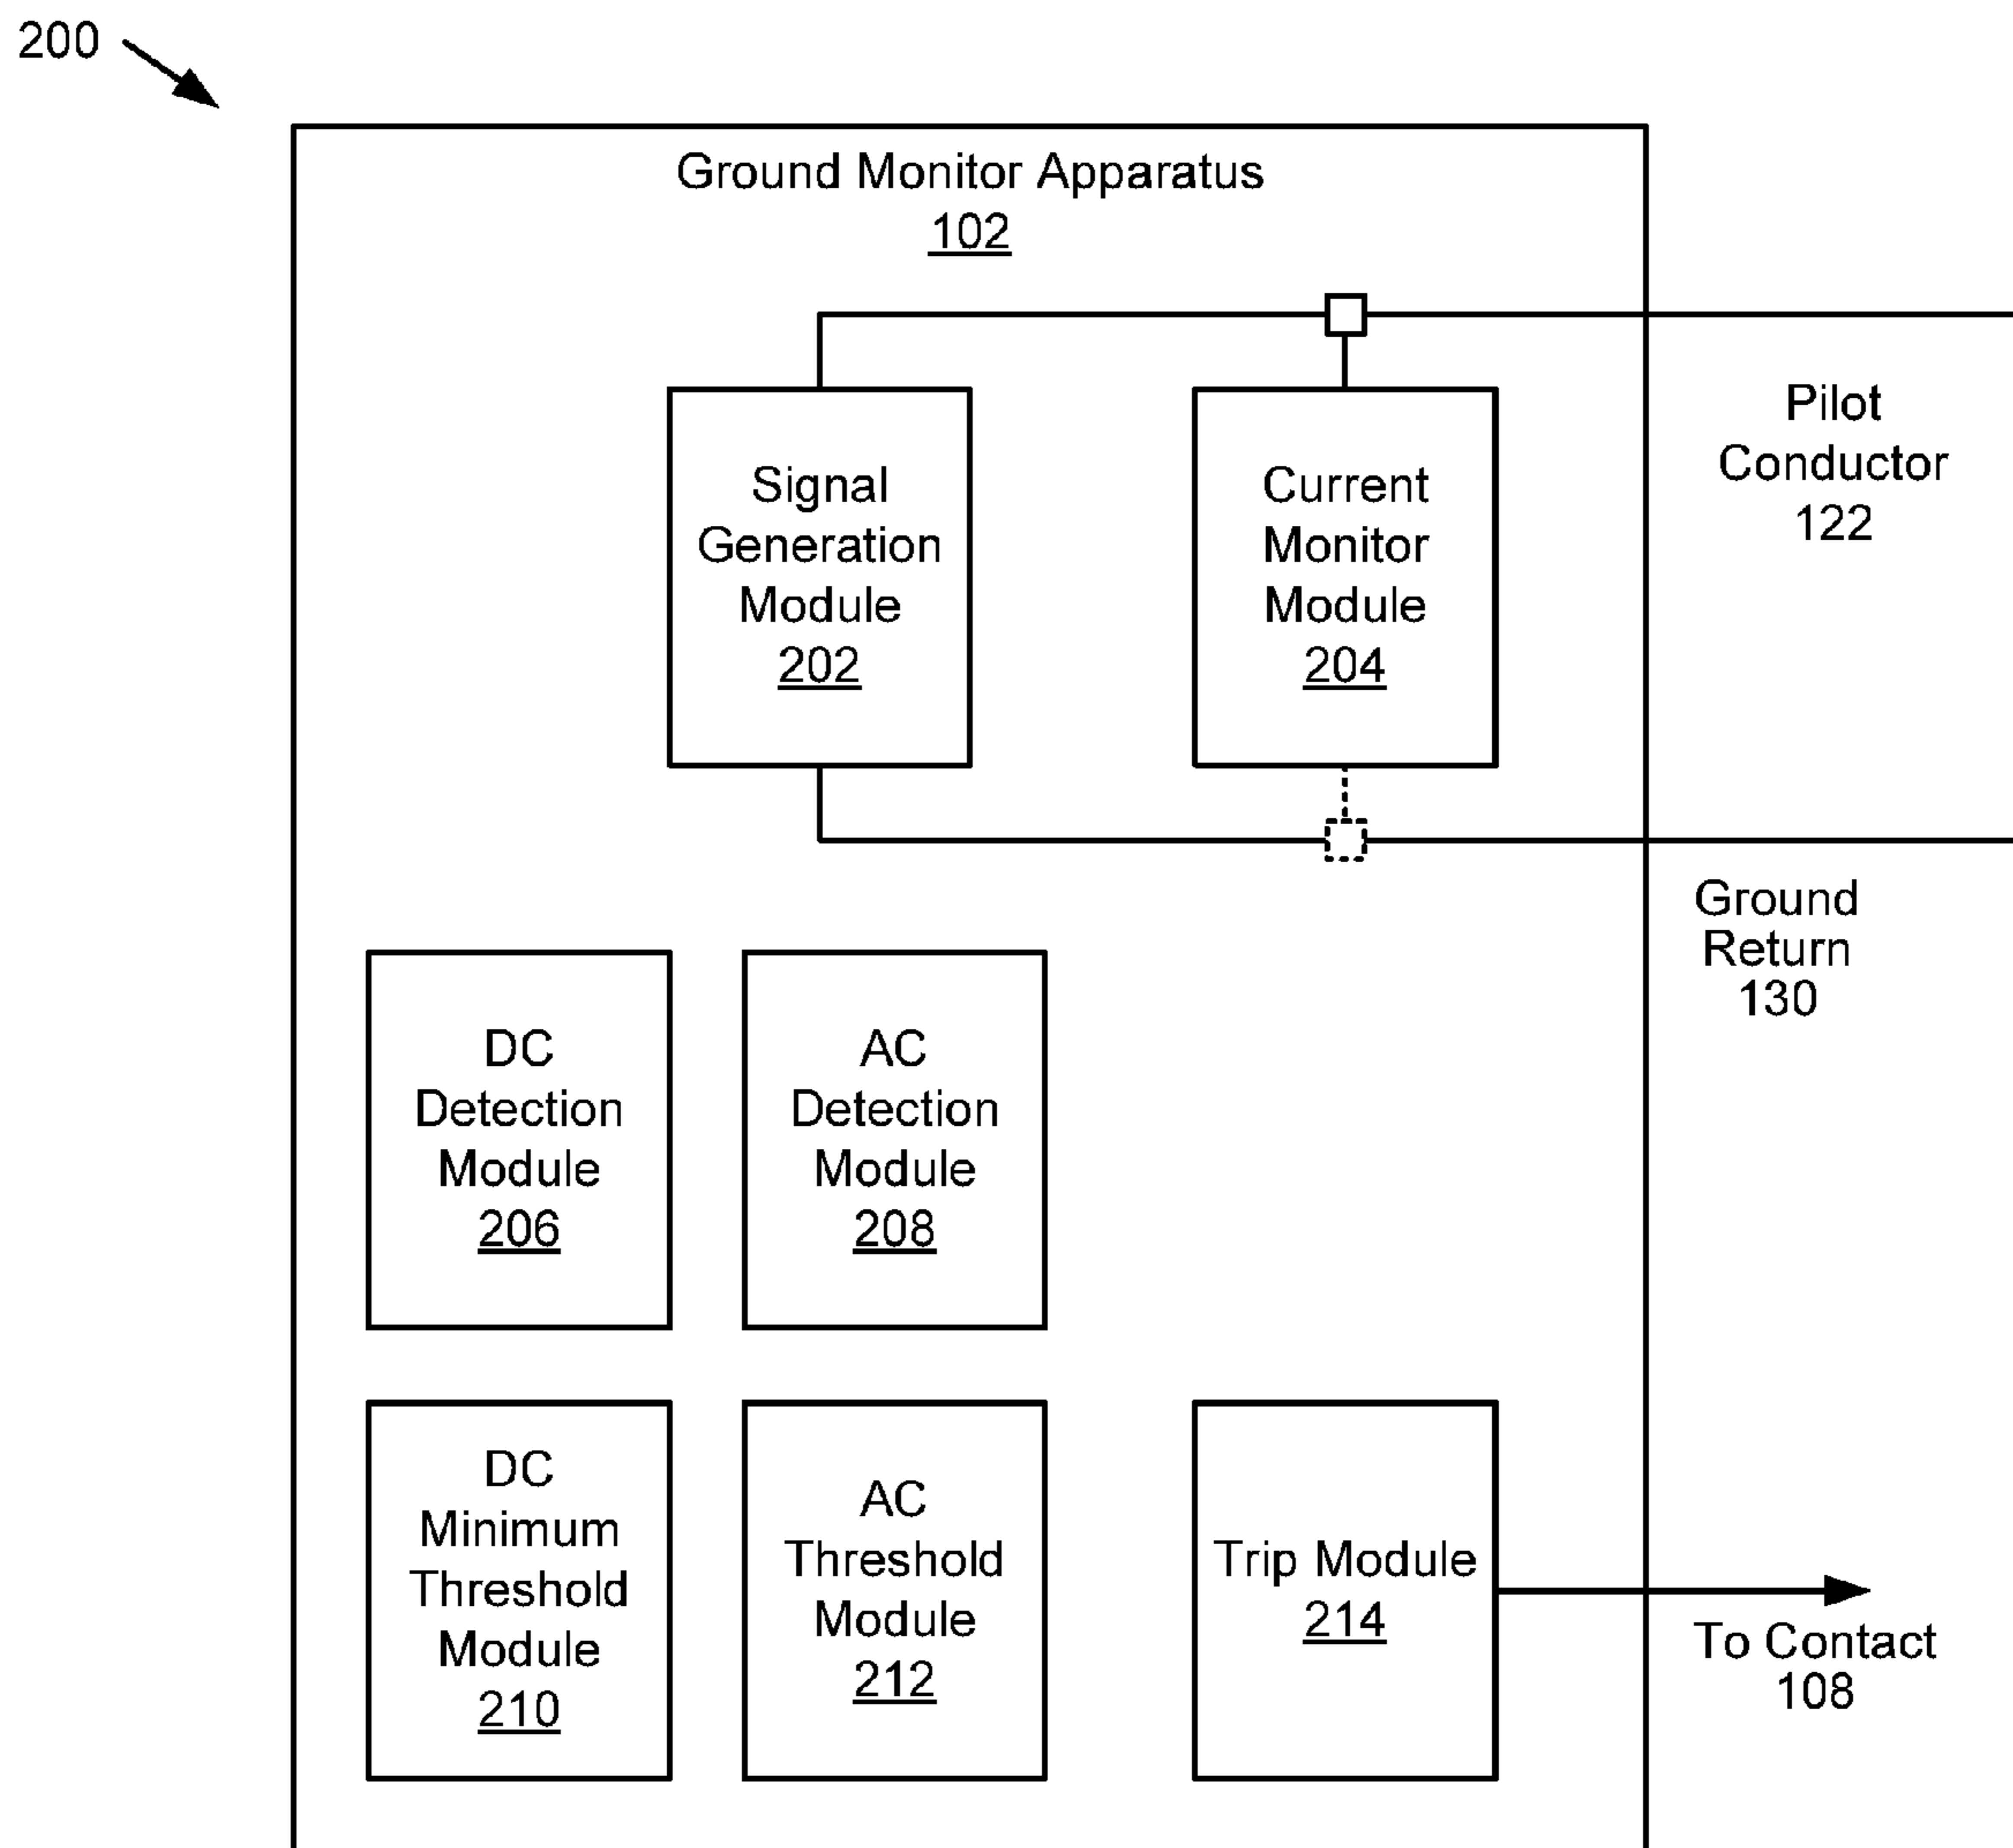 200
Ground Monitor Apparatus
102
Signal
Generation
Module
202
Current
Monitor
Module
204
Pilot
Conductor
122
Ground
Return
130
DC
Detection
Module
206
AC
Detection
Module
208
DC
Minimum
Threshold
Module
210
AC
Threshold
Module
212
Trip Module
214
To Contact
108